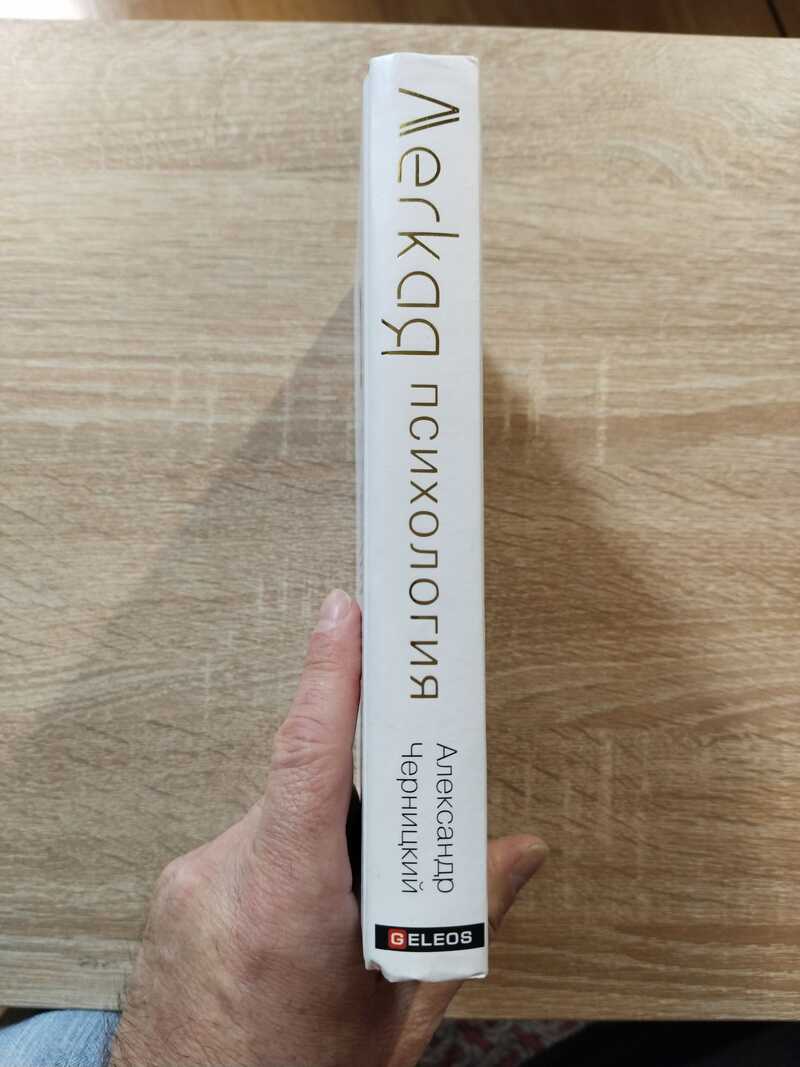 Легкая психология
Александр
Черницкий
GELEOS